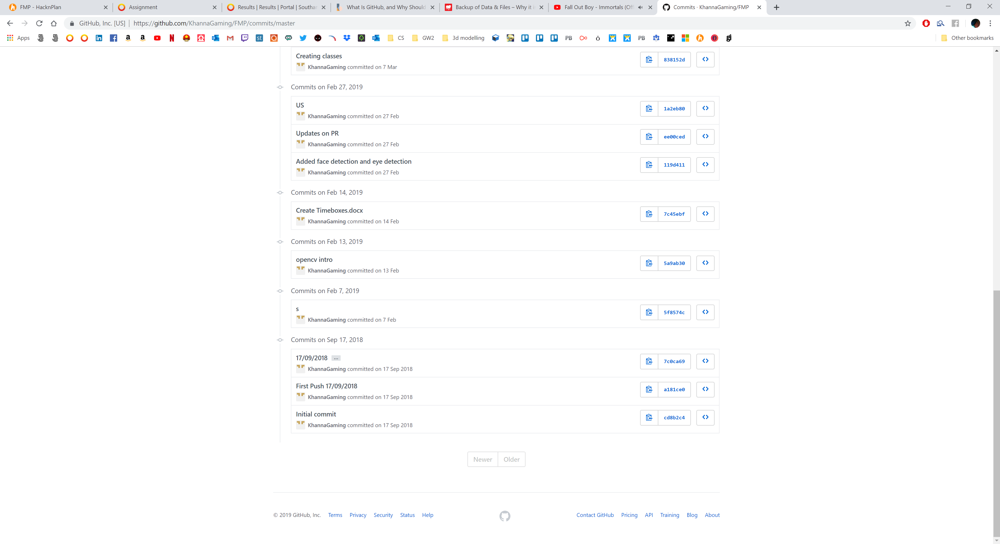 FMP - HacknPlan
Assignment
Results | Results | Portal | Southan
What Is GitHub, and Why Should
Backup of Data & Files – Why it is
Fall Out Boy - Immortals (Offi
Commits · KhannaGaming/FMP
GitHub, Inc. [US] | https://github.com/KhannaGaming/FMP/commits/master
Apps
CS
GW2
3d modelling
PB
PB
Other bookmarks
Creating classes
KhannaGaming committed on 7 Mar
838152d
Commits on Feb 27, 2019
US
KhannaGaming committed on 27 Feb
1a2eb80
Updates on PR
KhannaGaming committed on 27 Feb
ee00ced
Added face detection and eye detection
KhannaGaming committed on 27 Feb
119d411
Commits on Feb 14, 2019
Create Timeboxes.docx
KhannaGaming committed on 14 Feb
7c45ebf
Commits on Feb 13, 2019
opencv intro
KhannaGaming committed on 13 Feb
5a9ab30
Commits on Feb 7, 2019
s
KhannaGaming committed on 7 Feb
5f8574c
Commits on Sep 17, 2018
17/09/2018 ...
KhannaGaming committed on 17 Sep 2018
7c0ca69
First Push 17/09/2018
KhannaGaming committed on 17 Sep 2018
a181ce0
Initial commit
KhannaGaming committed on 17 Sep 2018
cd8b2c4
Newer Older
© 2019 GitHub, Inc. Terms Privacy Security Status Help
Contact GitHub Pricing API Training Blog About